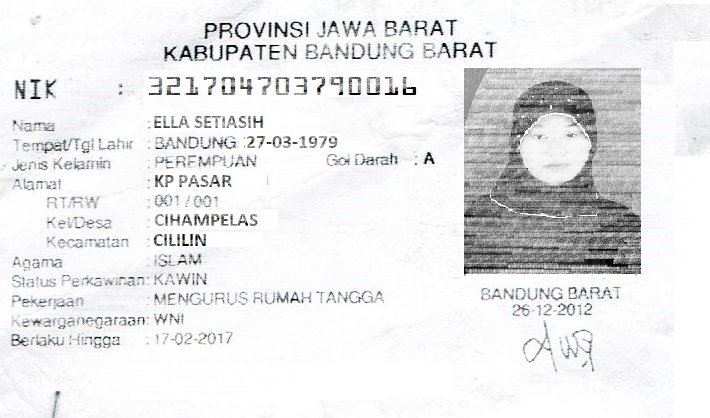 PROVINSI JAWA BARAT
KABUPATEN BANDUNG BARAT
NIK : 321704703790016
Nama : ELLA SETIASIH
Tempat/Tgl Lahir : BANDUNG 27-03-1979
Jenis Kelamin : PEREMPUAN Gol Darah : A
Alamat : KP PASAR
RT/RW : 001 / 001
Kel/Desa : CIHAMPELAS
Kecamatan : CILILIN
Agama : ISLAM
Status Perkawinan: KAWIN
Pekerjaan : MENGURUS RUMAH TANGGA
Kewarganegaraan: WNI
Berlaku Hingga : 17-02-2017
BANDUNG BARAT
26-12-2012